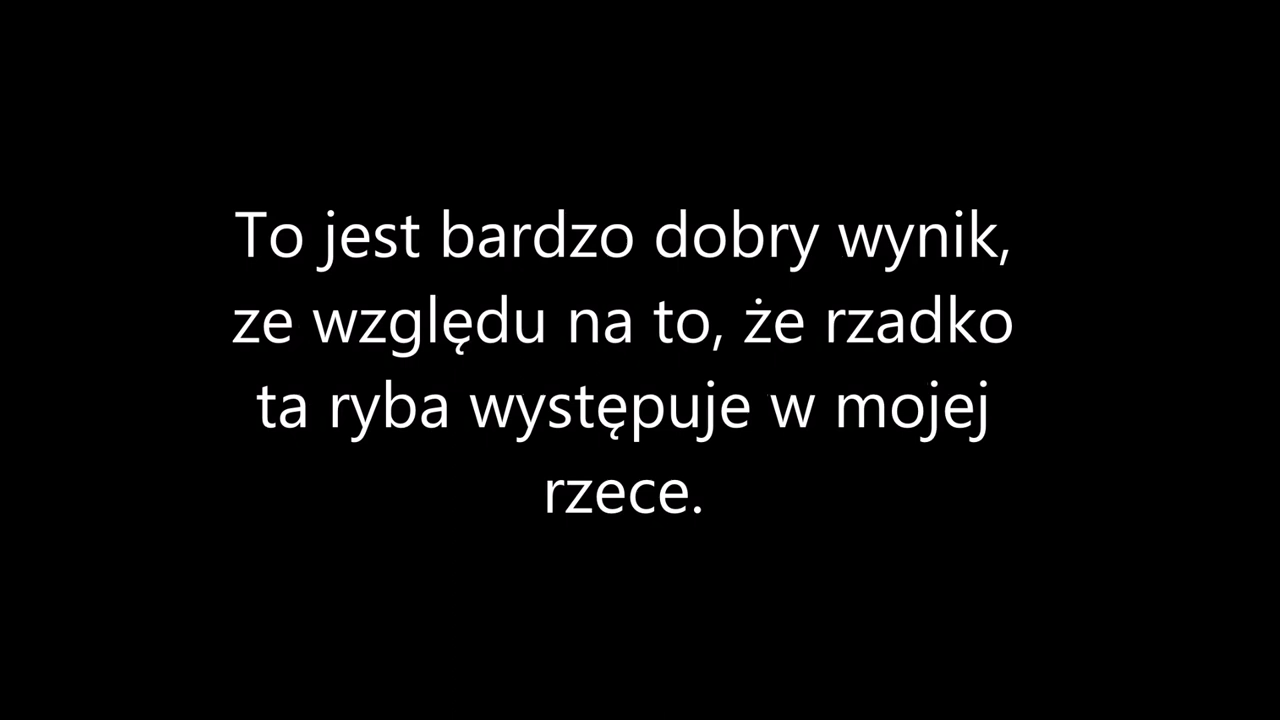 To jest bardzo dobry wynik,
ze względu na to, że rzadko
ta ryba występuje w mojej
rzece.